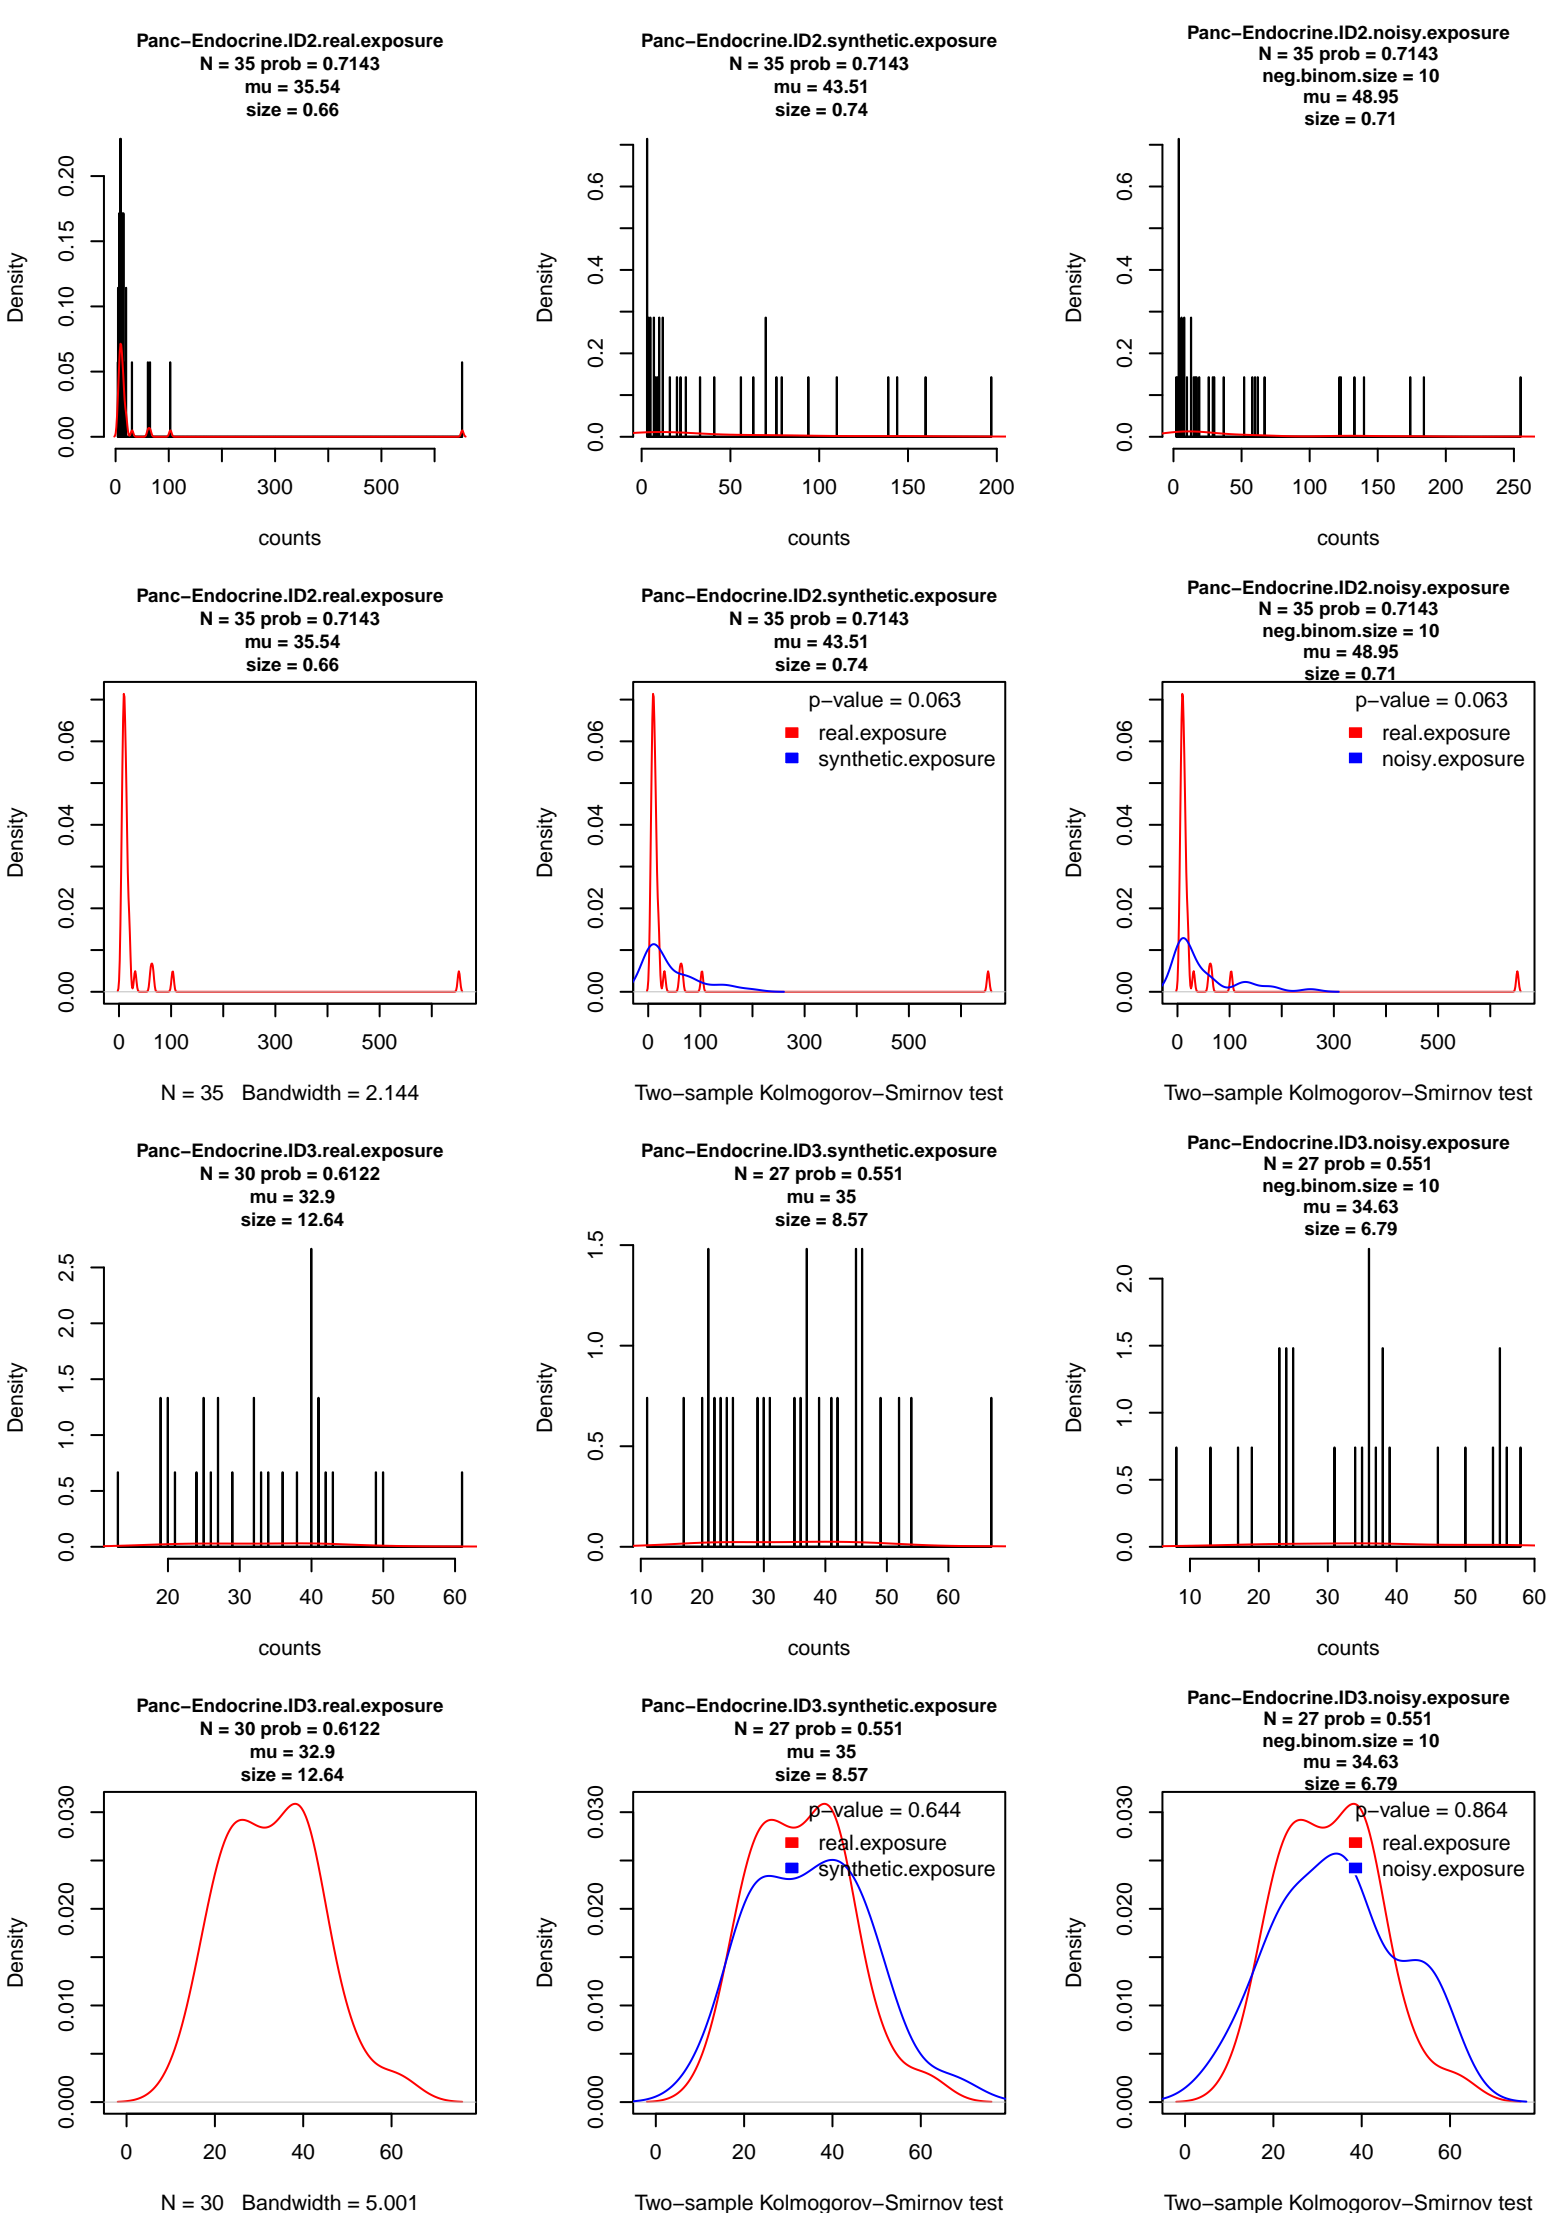 Panc−Endocrine.ID2.real.exposure
N = 35 prob = 0.7143
mu = 35.54
size = 0.66
Density
0.00 0.05 0.10 0.15 0.20
0 100 300 500
counts
Panc−Endocrine.ID2.synthetic.exposure
N = 35 prob = 0.7143
mu = 43.51
size = 0.74
Density
0.0 0.2 0.4 0.6
0 50 100 150 200
counts
Panc−Endocrine.ID2.noisy.exposure
N = 35 prob = 0.7143
neg.binom.size = 10
mu = 48.95
size = 0.71
Density
0.0 0.2 0.4 0.6
0 50 100 150 200 250
counts
Panc−Endocrine.ID2.real.exposure
N = 35 prob = 0.7143
mu = 35.54
size = 0.66
Density
0.00 0.02 0.04 0.06
0 100 300 500
N = 35 Bandwidth = 2.144
Panc−Endocrine.ID2.synthetic.exposure
N = 35 prob = 0.7143
mu = 43.51
size = 0.74
p−value = 0.063
real.exposure
synthetic.exposure
Density
0.00 0.02 0.04 0.06
0 100 300 500
Two−sample Kolmogorov−Smirnov test
Panc−Endocrine.ID2.noisy.exposure
N = 35 prob = 0.7143
neg.binom.size = 10
mu = 48.95
size = 0.71
p−value = 0.063
real.exposure
noisy.exposure
Density
0.00 0.02 0.04 0.06
0 100 300 500
Two−sample Kolmogorov−Smirnov test
Panc−Endocrine.ID3.real.exposure
N = 30 prob = 0.6122
mu = 32.9
size = 12.64
Density
0.0 0.5 1.0 1.5 2.0 2.5
20 30 40 50 60
counts
Panc−Endocrine.ID3.synthetic.exposure
N = 27 prob = 0.551
mu = 35
size = 8.57
Density
0.0 0.5 1.0 1.5
10 20 30 40 50 60
counts
Panc−Endocrine.ID3.noisy.exposure
N = 27 prob = 0.551
neg.binom.size = 10
mu = 34.63
size = 6.79
Density
0.0 0.5 1.0 1.5 2.0
10 20 30 40 50 60
counts
Panc−Endocrine.ID3.real.exposure
N = 30 prob = 0.6122
mu = 32.9
size = 12.64
Density
0.000 0.010 0.020 0.030
0 20 40 60
N = 30 Bandwidth = 5.001
Panc−Endocrine.ID3.synthetic.exposure
N = 27 prob = 0.551
mu = 35
size = 8.57
p−value = 0.644
real.exposure
synthetic.exposure
Density
0.000 0.010 0.020 0.030
0 20 40 60
Two−sample Kolmogorov−Smirnov test
Panc−Endocrine.ID3.noisy.exposure
N = 27 prob = 0.551
neg.binom.size = 10
mu = 34.63
size = 6.79
p−value = 0.864
real.exposure
noisy.exposure
Density
0.000 0.010 0.020 0.030
0 20 40 60
Two−sample Kolmogorov−Smirnov test